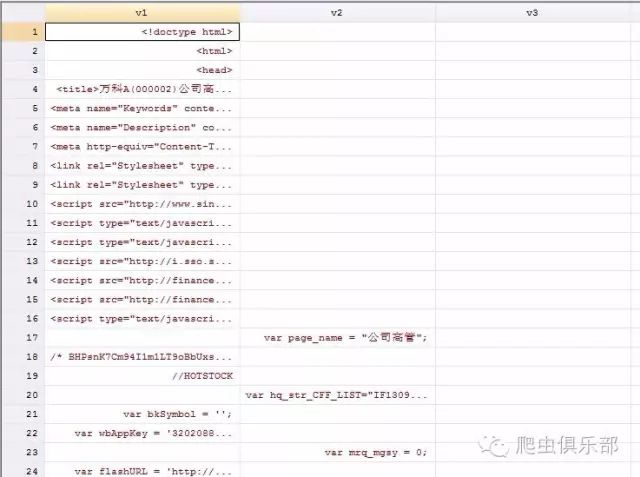 v1 v2 v3
1 <!doctype html>
2 <html>
3 <head>
4 <title>万科A(000002)公司高...
5 <meta name="Keywords" conte...
6 <meta name="Description" co...
7 <meta http-equiv="Content-T...
8 <link rel="Stylesheet" type...
9 <link rel="Stylesheet" type...
10 <script src="http://www.sin...
11 <script type="text/javascri...
12 <script type="text/javascri...
13 <script src="http://i.sso.s...
14 <script src="http://finance...
15 <script src="http://finance...
16 <script type="text/javascri...
17 var page_name = "公司高管";
18 /* BHPsnK7Cm94I1m1LT9oBbUxs...
19 //HOTSTOCK
20 var hq_str_CFF_LIST="IF1309...
21 var bkSymbol = '';
22 var wbAppKey = '3202088...
23 var mrq_mgsy = 0;
24 var flashURL = 'http://...
爬虫俱乐部